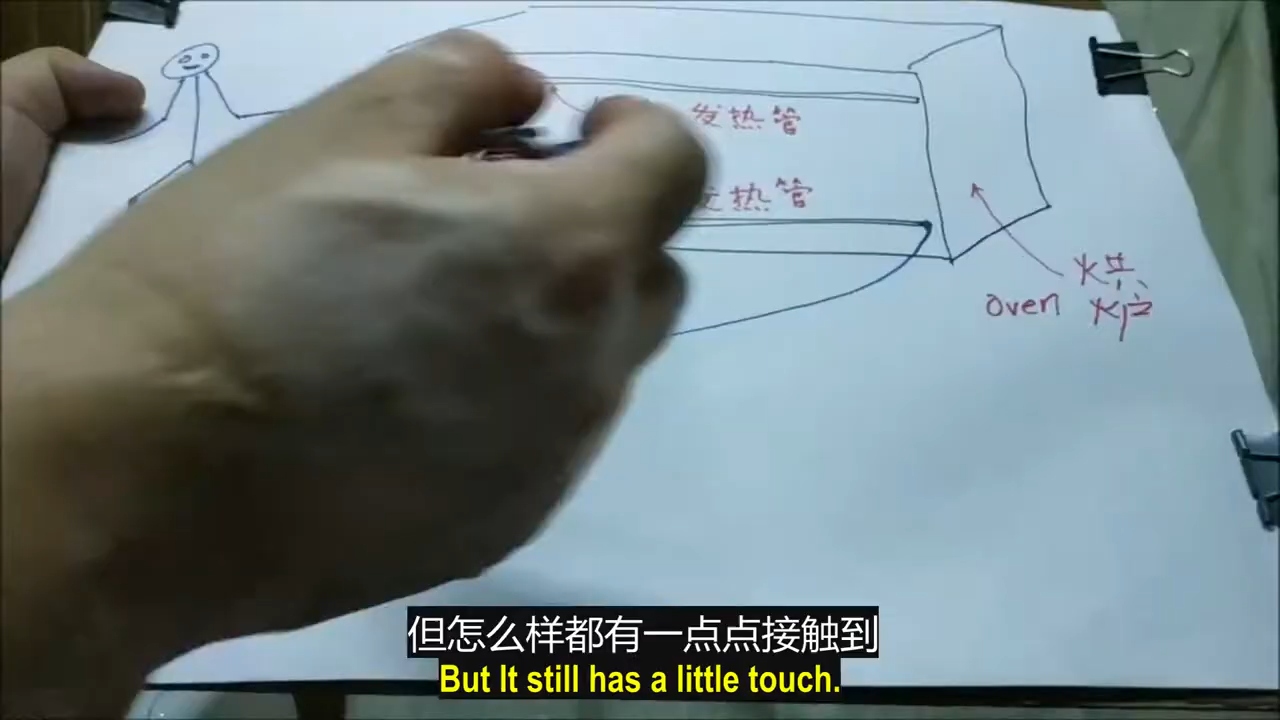 发热管
发热管
烘
oven 炉
但怎么样都有一点点接触到
But It still has a little touch.